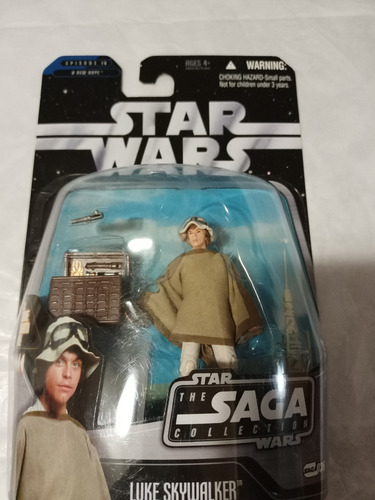 EPISODE IV
A NEW HOPE
AGES 4+
WARNING:
CHOKING HAZARD-Small parts.
Not for children under 3 years.
STAR
WARS
STAR
THE SAGA
COLLECTION
WARS
LUKE SKYWALKER